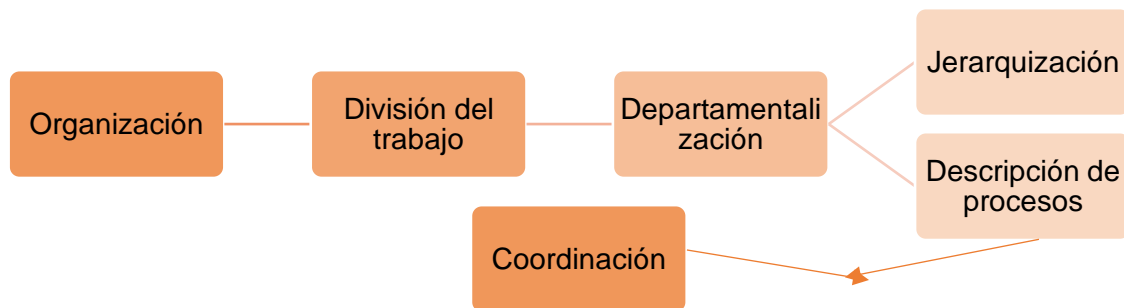 Organización
División del
trabajo
Departamentali
zación
Jerarquización
Descripción de
procesos
Coordinación